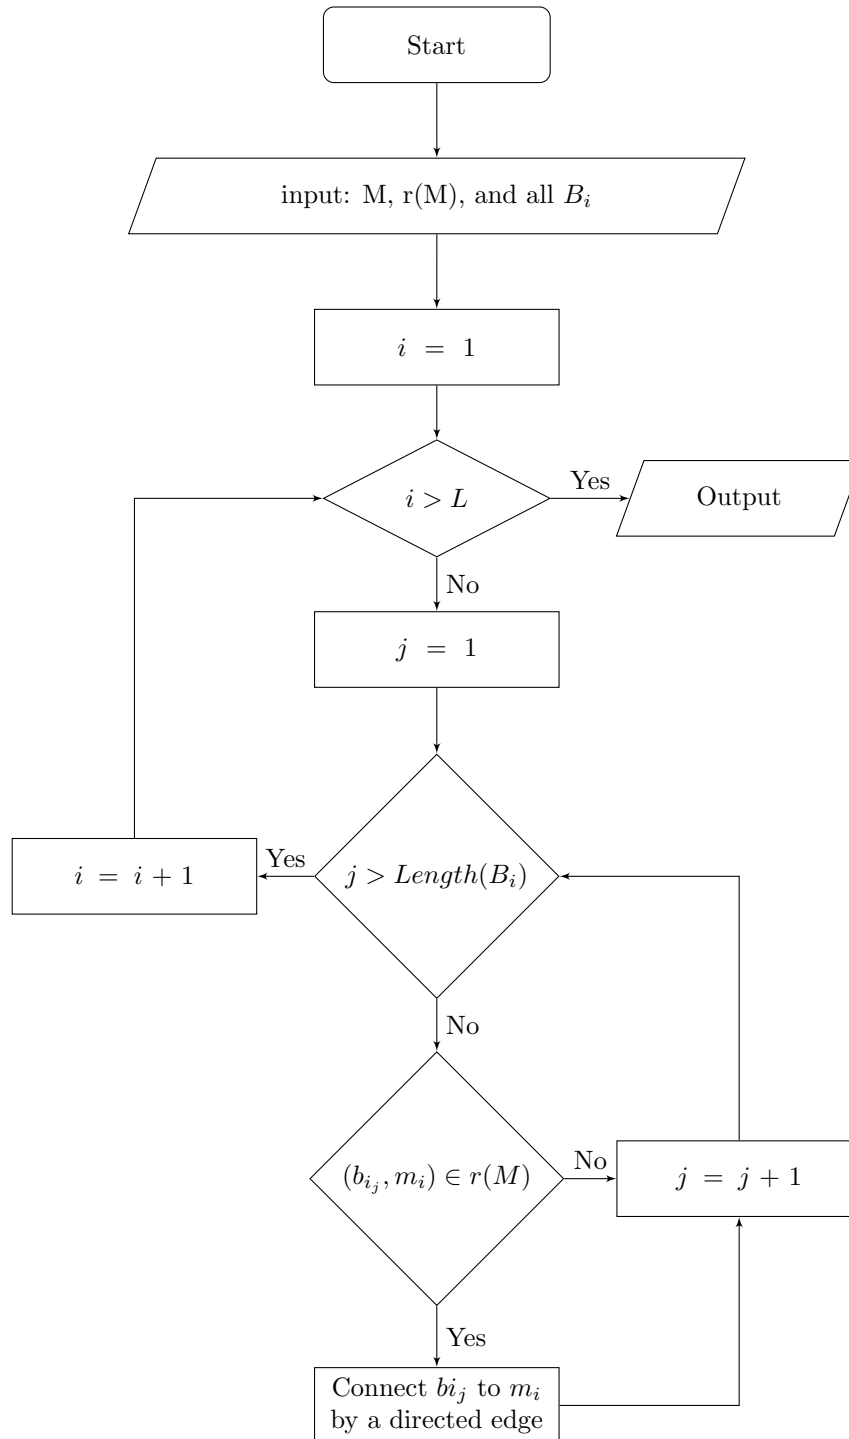 Start
input: M, r(M), and all B_i
i = 1
i > L
Yes
Output
No
j = 1
Yes
i = i + 1
j > Length(B_i)
No
(b_{i_j}, m_i) ∈ r(M)
No
j = j + 1
Yes
Connect bi_j to m_i
by a directed edge